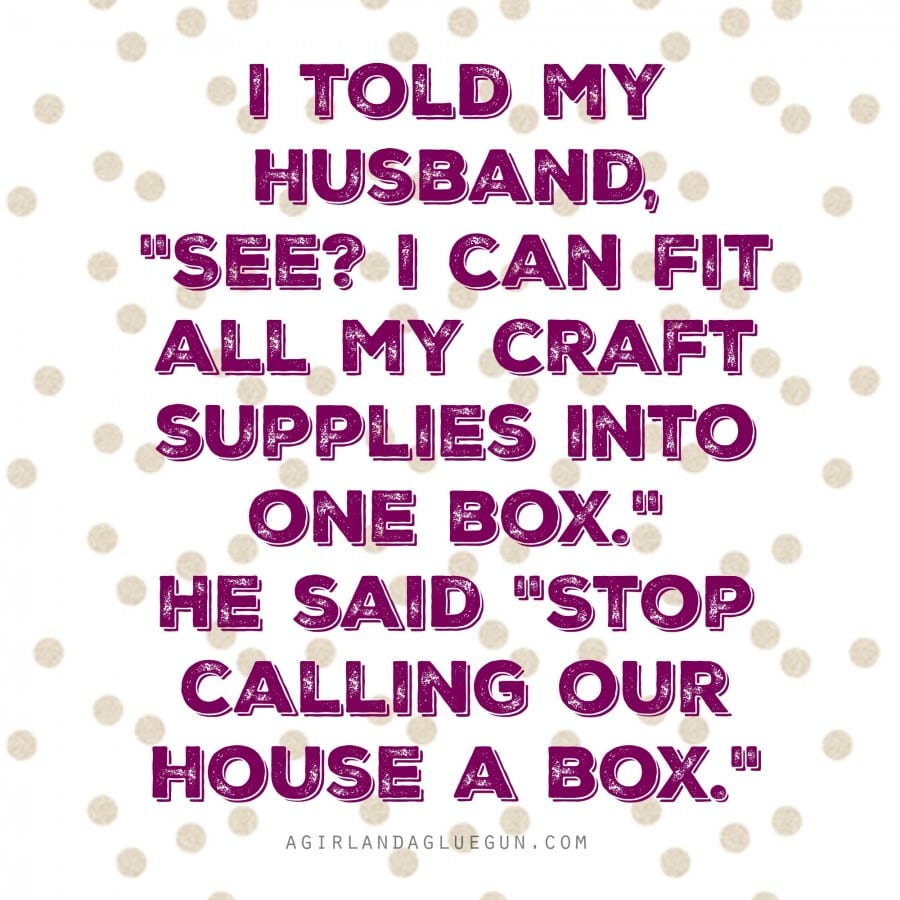 I TOLD MY
HUSBAND,
"SEE? I CAN FIT
ALL MY CRAFT
SUPPLIES INTO
ONE BOX."
HE SAID "STOP
CALLING OUR
HOUSE A BOX."
AGIRLANDAGLUEGUN.COM